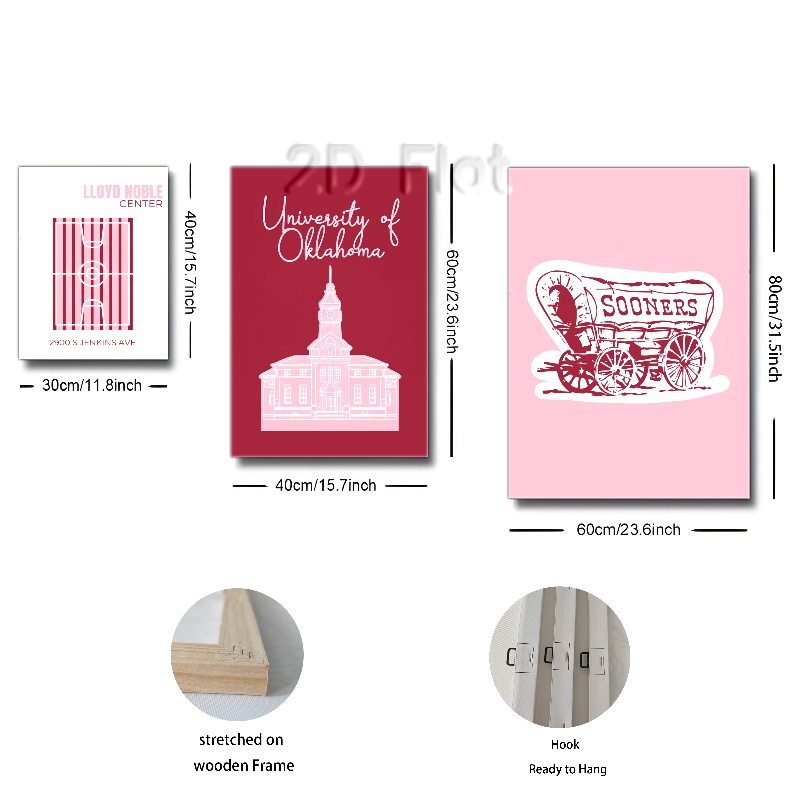 2D Flat
LLOYD NOBLE
CENTER
2900 S JENKINS AVE
40cm/15.7inch
30cm/11.8inch
University of
Oklahoma
60cm/23.6inch
40cm/15.7inch
SOONERS
80cm/31.5inch
60cm/23.6inch
stretched on
wooden Frame
Hook
Ready to Hang